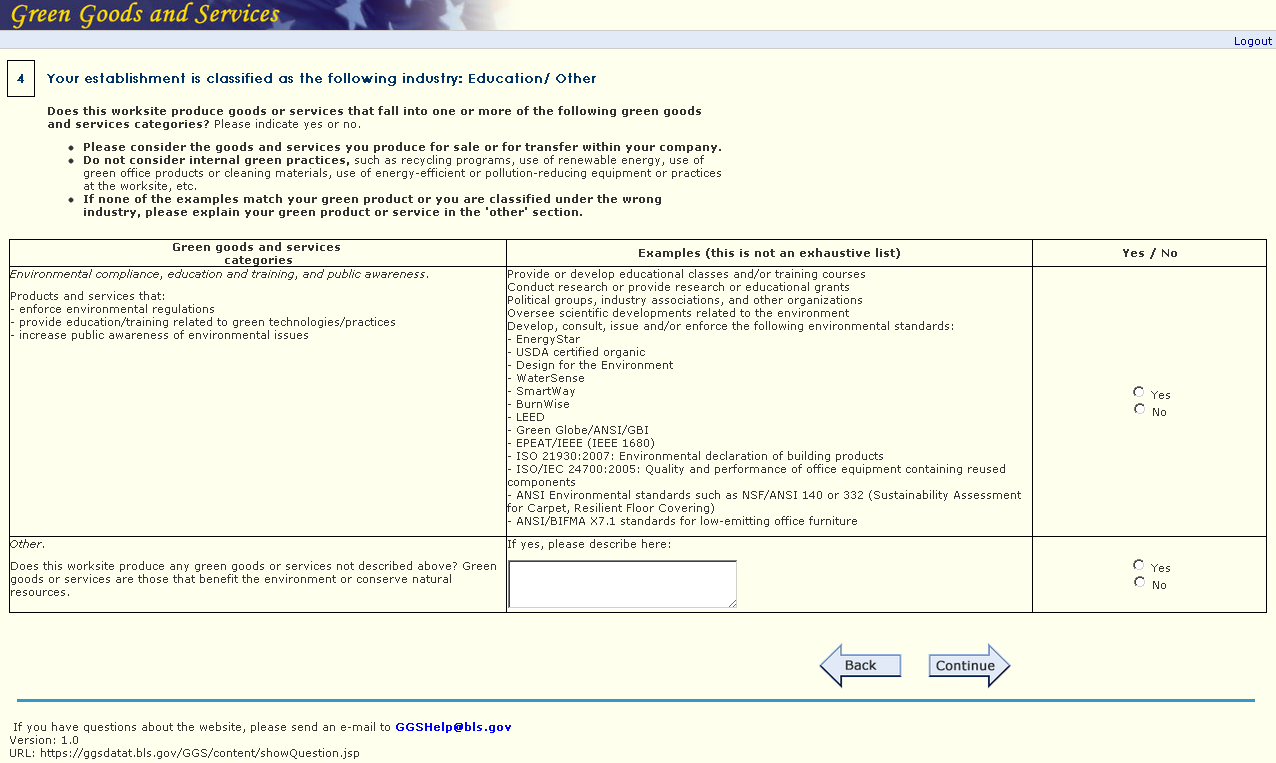 Green Goods and Services
Logout
4 Your establishment is classified as the following industry: Education/ Other
Does this worksite produce goods or services that fall into one or more of the following green goods
and services categories? Please indicate yes or no.
• Please consider the goods and services you produce for sale or for transfer within your company.
• Do not consider internal green practices, such as recycling programs, use of renewable energy, use of
green office products or cleaning materials, use of energy-efficient or pollution-reducing equipment or practices
at the worksite, etc.
• If none of the examples match your green product or you are classified under the wrong
industry, please explain your green product or service in the 'other' section.
Green goods and services
categories
Examples (this is not an exhaustive list)
Yes / No
Environmental compliance, education and training, and public awareness.
Products and services that:
- enforce environmental regulations
- provide education/training related to green technologies/practices
- increase public awareness of environmental issues
Provide or develop educational classes and/or training courses
Conduct research or provide research or educational grants
Political groups, industry associations, and other organizations
Oversee scientific developments related to the environment
Develop, consult, issue and/or enforce the following environmental standards:
- EnergyStar
- USDA certified organic
- Design for the Environment
- WaterSense
- SmartWay
- BurnWise
- LEED
- Green Globe/ANSI/GBI
- EPEAT/IEEE (IEEE 1680)
- ISO 21930:2007: Environmental declaration of building products
- ISO/IEC 24700:2005: Quality and performance of office equipment containing reused
components
- ANSI Environmental standards such as NSF/ANSI 140 or 332 (Sustainability Assessment
for Carpet, Resilient Floor Covering)
- ANSI/BIFMA X7.1 standards for low-emitting office furniture
Yes
No
Other.
Does this worksite produce any green goods or services not described above? Green
goods or services are those that benefit the environment or conserve natural
resources.
If yes, please describe here:
Yes
No
Back
Continue
If you have questions about the website, please send an e-mail to GGSHelp@bls.gov
Version: 1.0
URL: https://ggsdatat.bls.gov/GGS/content/showQuestion.jsp